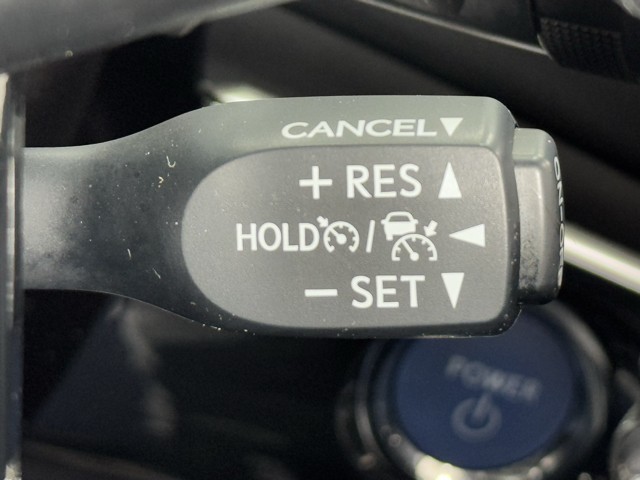 CANCEL▼
+ RES ▲
HOLD / ◀
− SET ▼
POWER